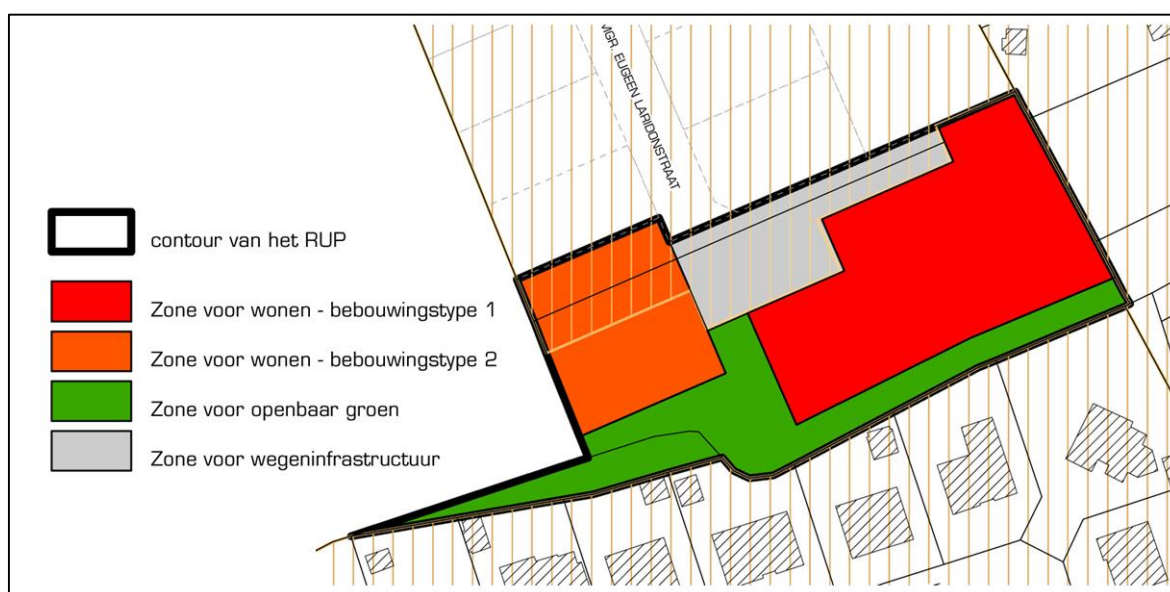 MGR. EUGEEN LARIDONSTRAAT
contour van het RUP
Zone voor wonen - bebouwingstype 1
Zone voor wonen - bebouwingstype 2
Zone voor openbaar groen
Zone voor wegeninfrastructuur